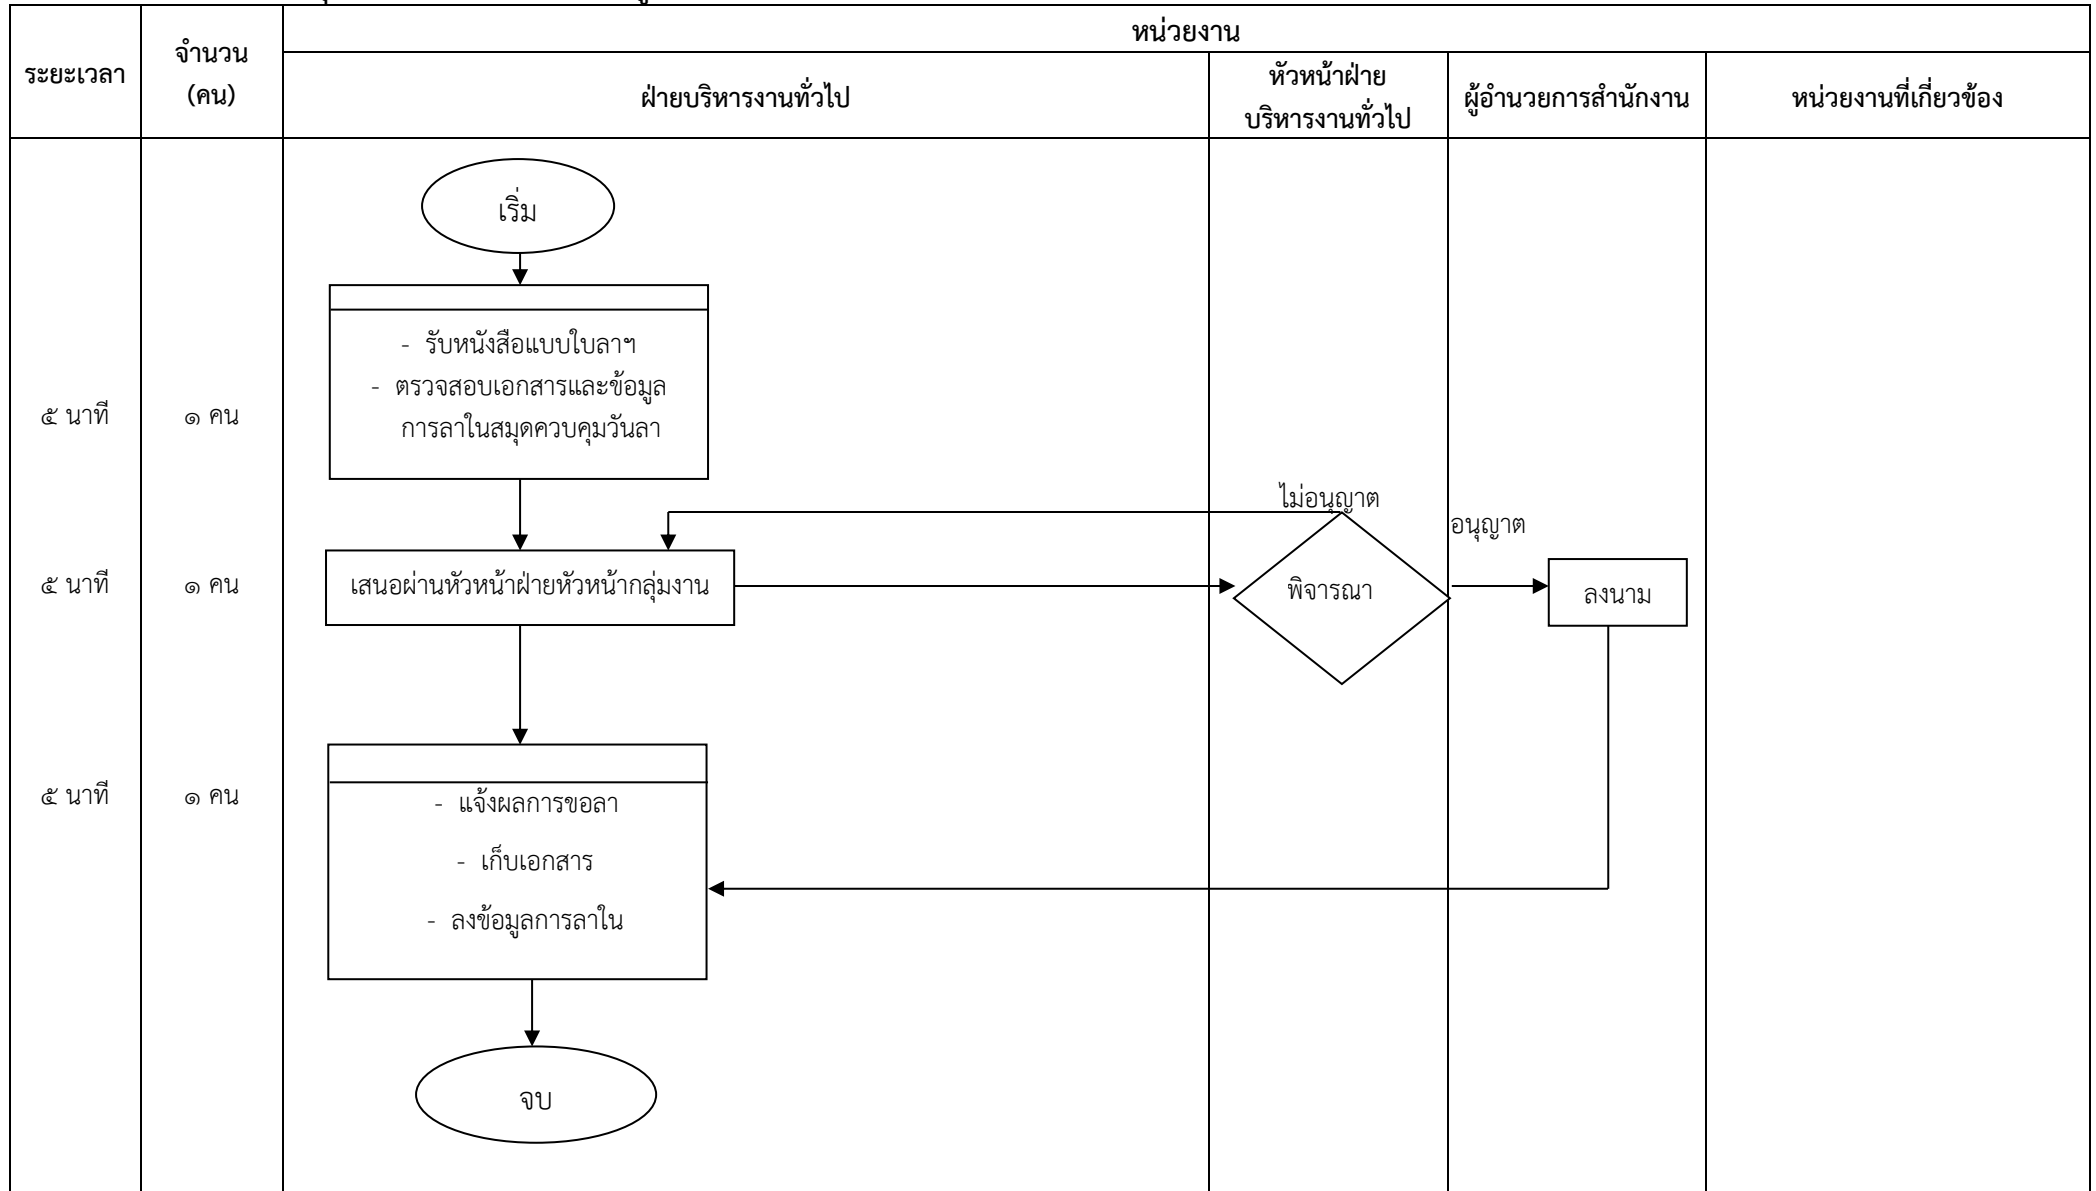 หน่วยงาน
ระยะเวลา
จำนวน
(คน)
ฝ่ายบริหารงานทั่วไป
หัวหน้าฝ่าย
บริหารงานทั่วไป
ผู้อำนวยการสำนักงาน
หน่วยงานที่เกี่ยวข้อง
เริ่ม
- รับหนังสือแบบใบลาฯ
- ตรวจสอบเอกสารและข้อมูล
การลาในสมุดควบคุมวันลา
๕ นาที
๑ คน
ไม่อนุญาต
อนุญาต
๕ นาที
๑ คน
เสนอผ่านหัวหน้าฝ่ายหัวหน้ากลุ่มงาน
พิจารณา
ลงนาม
๕ นาที
๑ คน
- แจ้งผลการขอลา
- เก็บเอกสาร
- ลงข้อมูลการลาใน
จบ